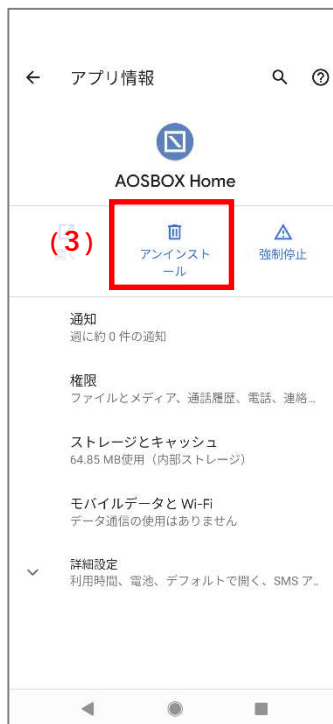 アプリ情報
AOSBOX Home
(3)
アンインスト
ール
強制停止
通知
週に約 0 件の通知
権限
ファイルとメディア、通話履歴、電話、連絡...
ストレージとキャッシュ
64.85 MB使用（内部ストレージ）
モバイルデータと Wi-Fi
データ通信の使用はありません
詳細設定
利用時間、電池、デフォルトで開く、SMS ア..